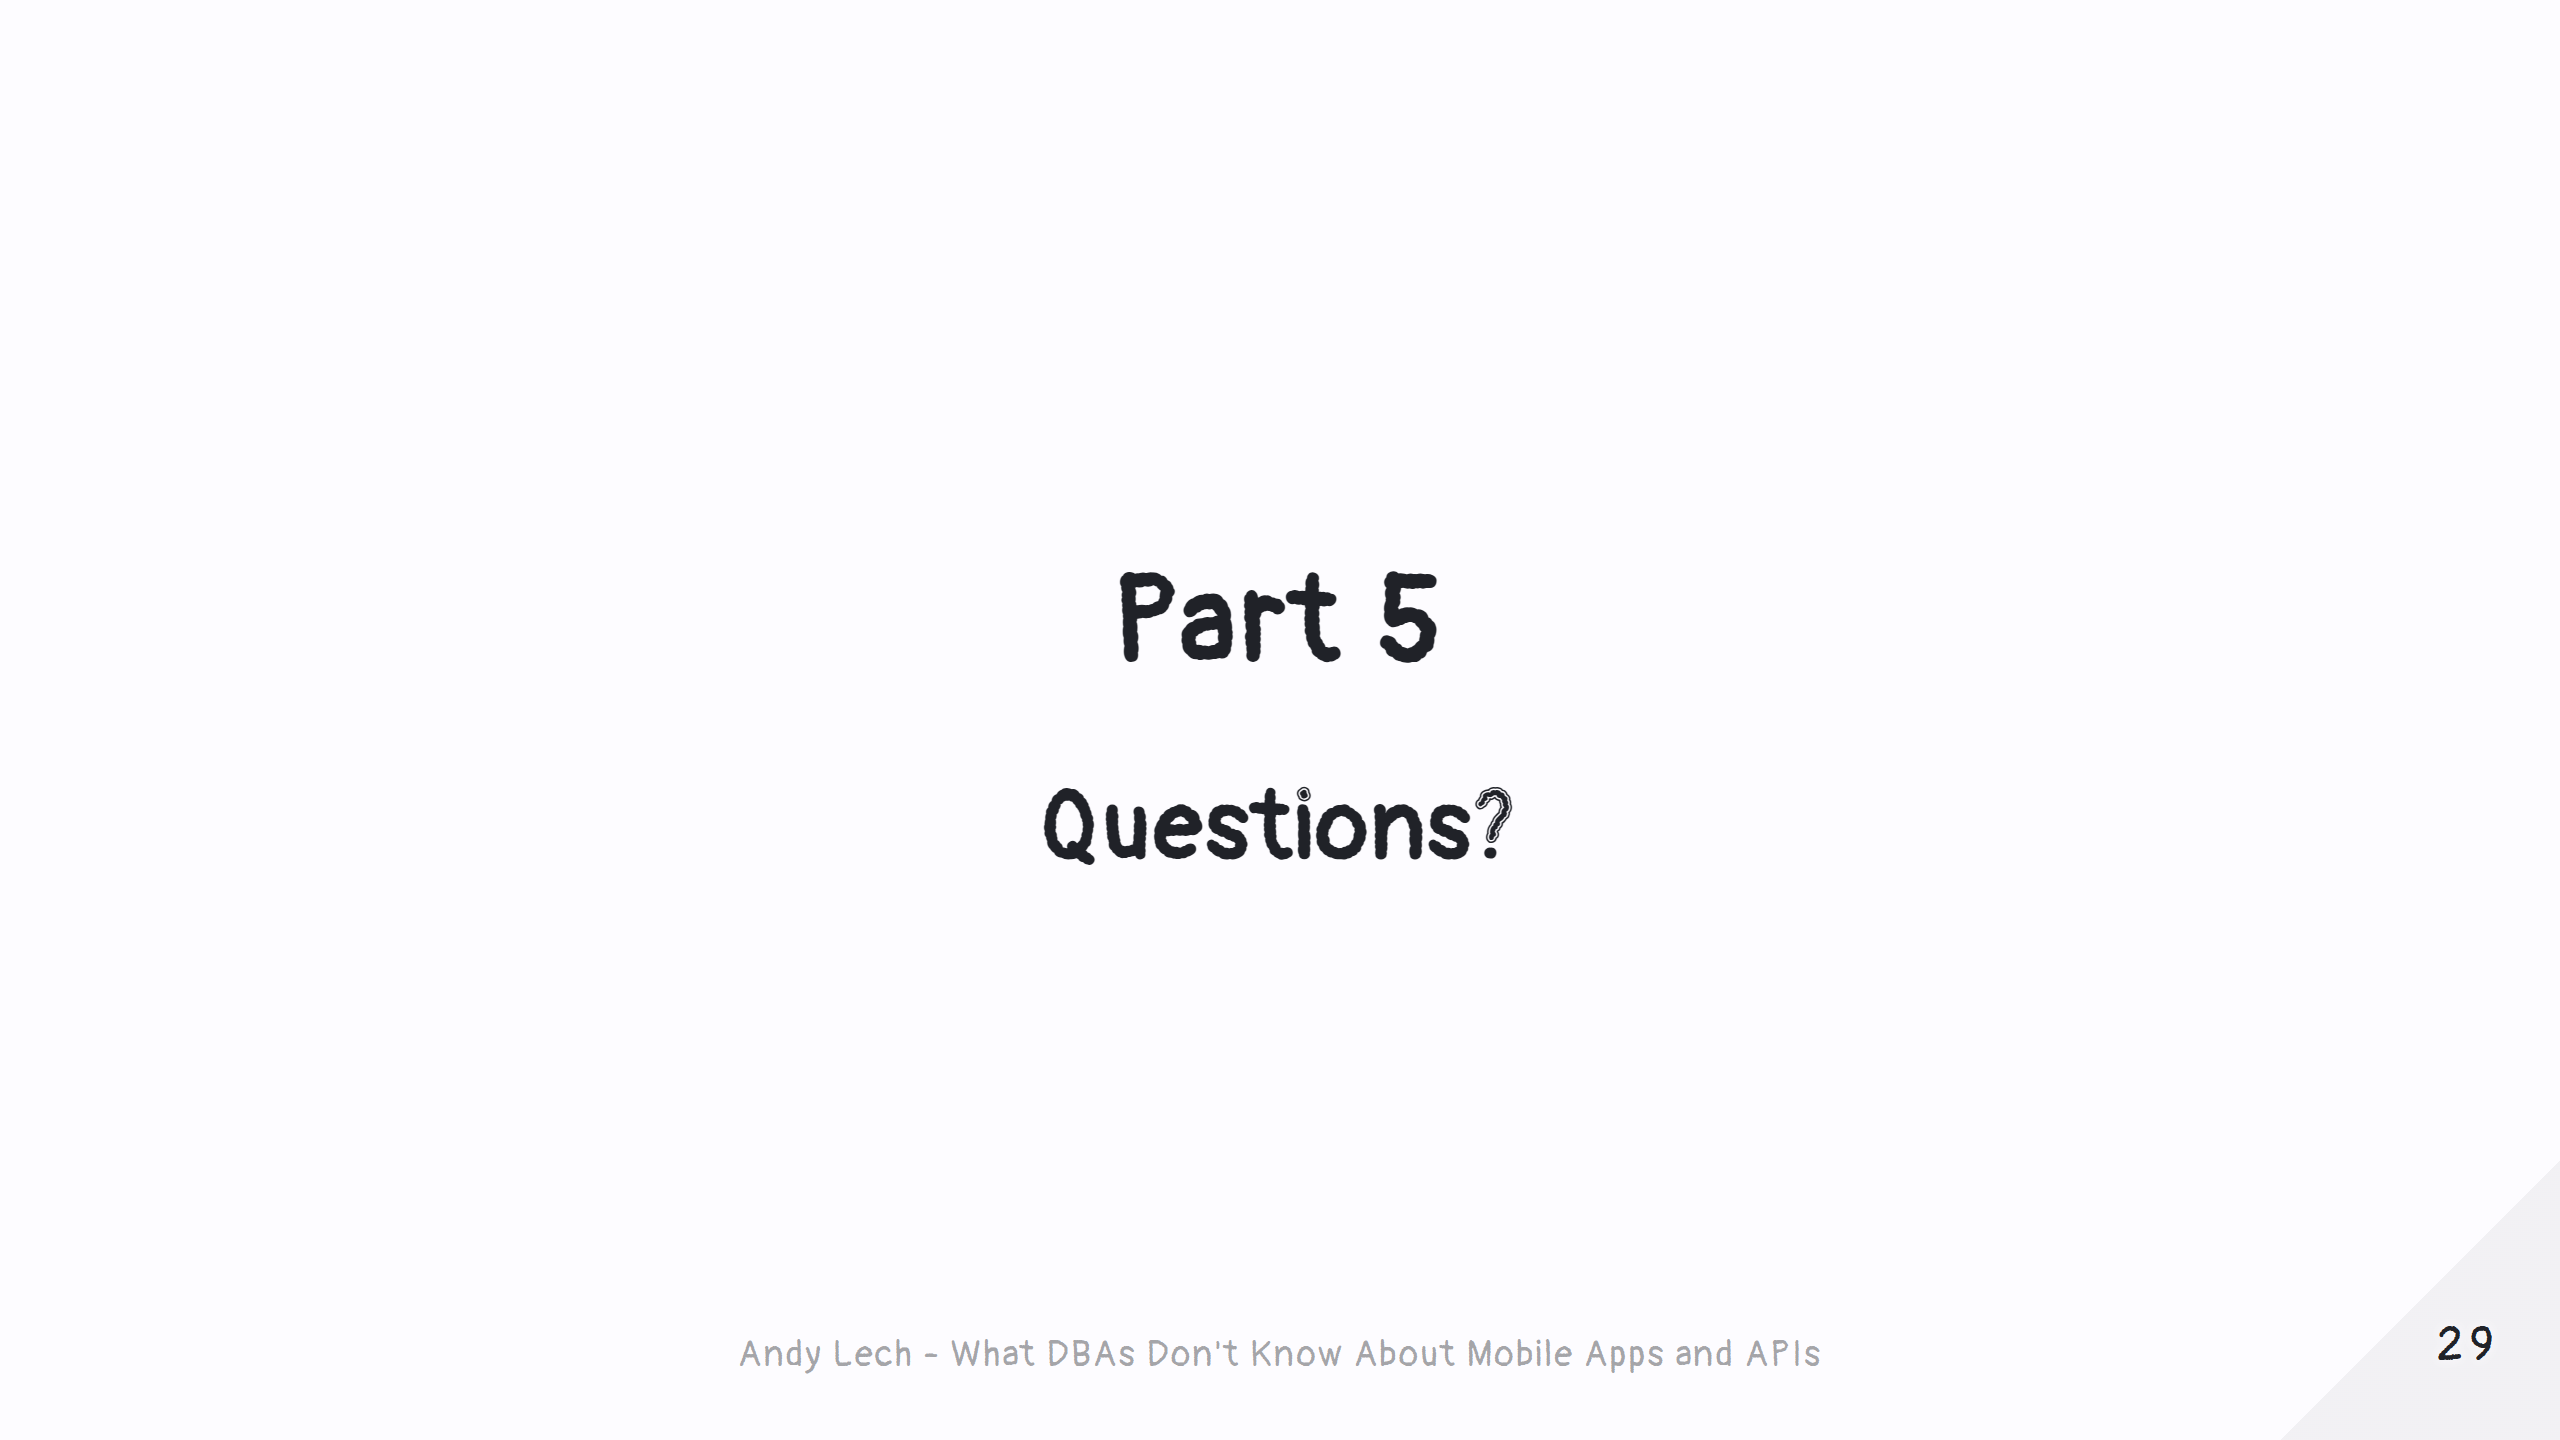 Part 5
Questions?
Andy Lech - What DBAs Don't Know About Mobile Apps and APIs
29